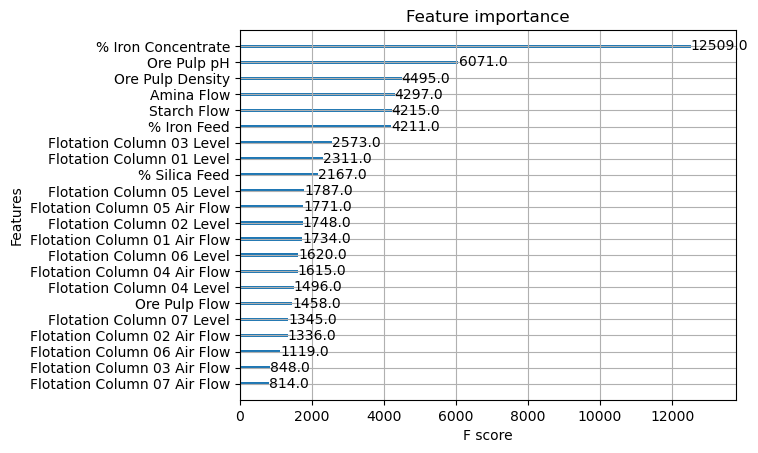 Feature importance
% Iron Concentrate 12509.0
Ore Pulp pH 6071.0
Ore Pulp Density 4495.0
Amina Flow 4297.0
Starch Flow 4215.0
% Iron Feed 4211.0
Flotation Column 03 Level 2573.0
Flotation Column 01 Level 2311.0
% Silica Feed 2167.0
Flotation Column 05 Level 1787.0
Flotation Column 05 Air Flow 1771.0
Flotation Column 02 Level 1748.0
Flotation Column 01 Air Flow 1734.0
Flotation Column 06 Level 1620.0
Flotation Column 04 Air Flow 1615.0
Flotation Column 04 Level 1496.0
Ore Pulp Flow 1458.0
Flotation Column 07 Level 1345.0
Flotation Column 02 Air Flow 1336.0
Flotation Column 06 Air Flow 1119.0
Flotation Column 03 Air Flow 848.0
Flotation Column 07 Air Flow 814.0
Features
0 2000 4000 6000 8000 10000 12000
F score